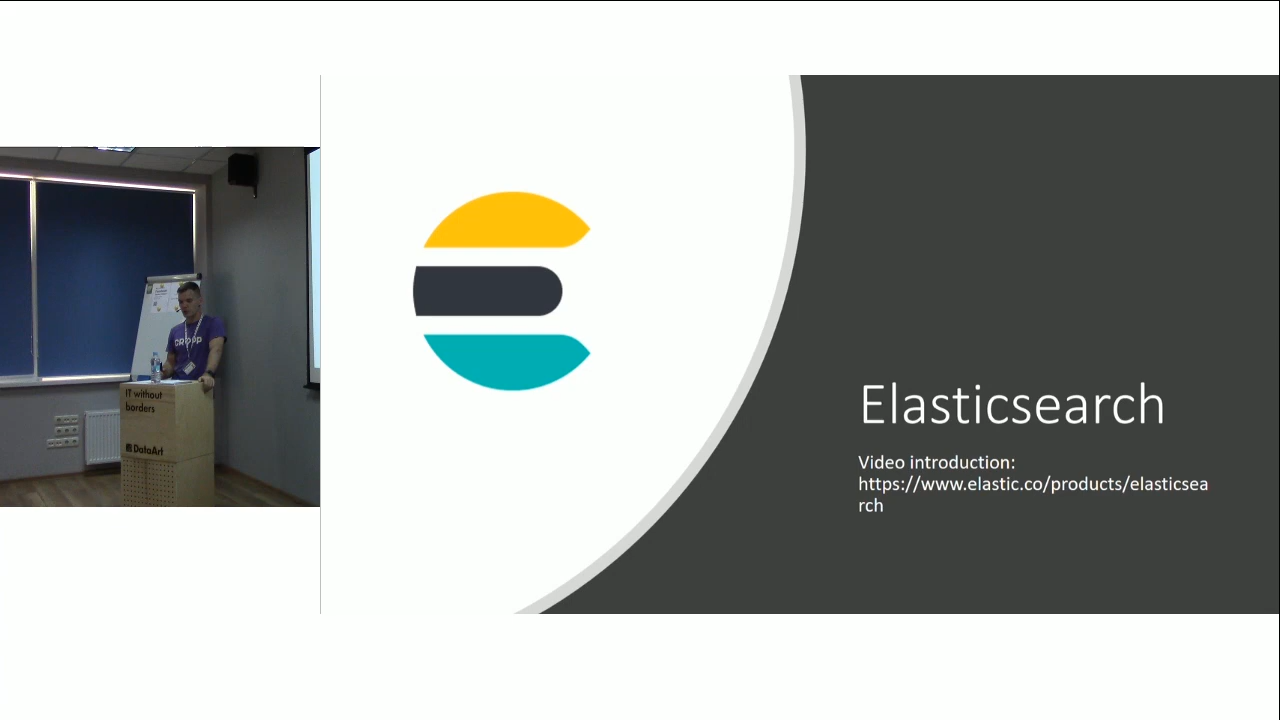 IT without
borders
DataArt
Elasticsearch
Video introduction:
https://www.elastic.co/products/elasticsea
rch